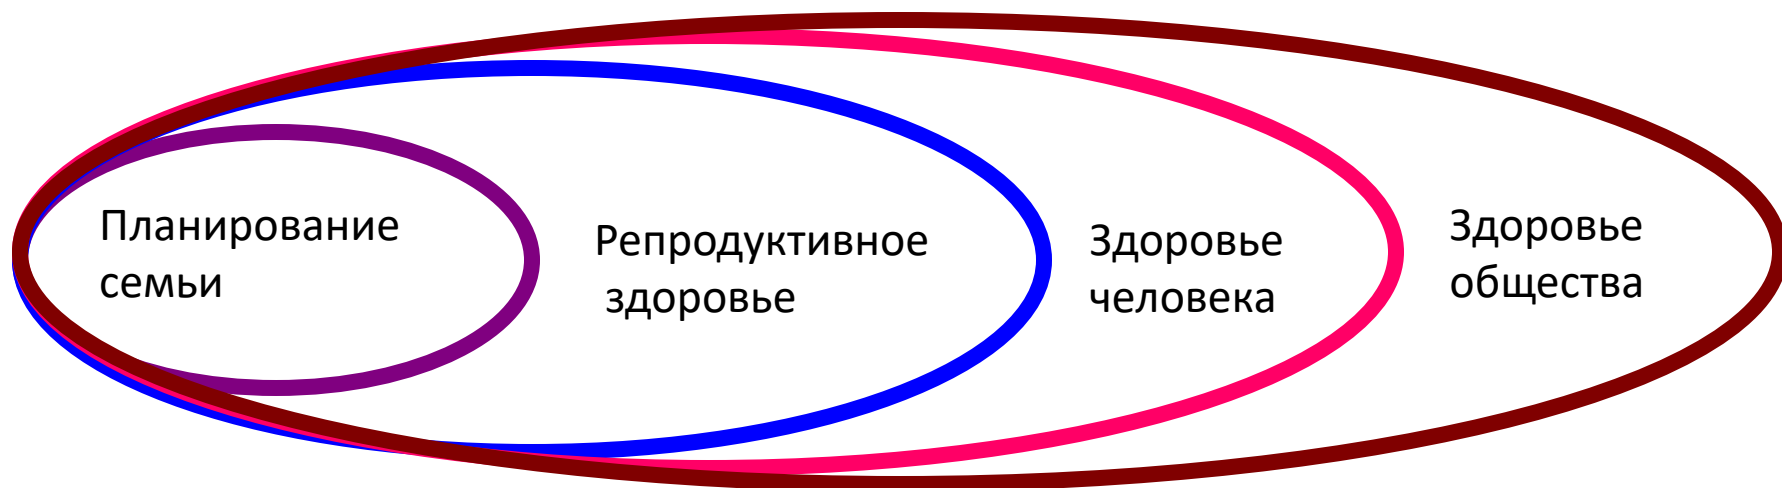 Планирование
семьи
Репродуктивное
здоровье
Здоровье
человека
Здоровье
общества